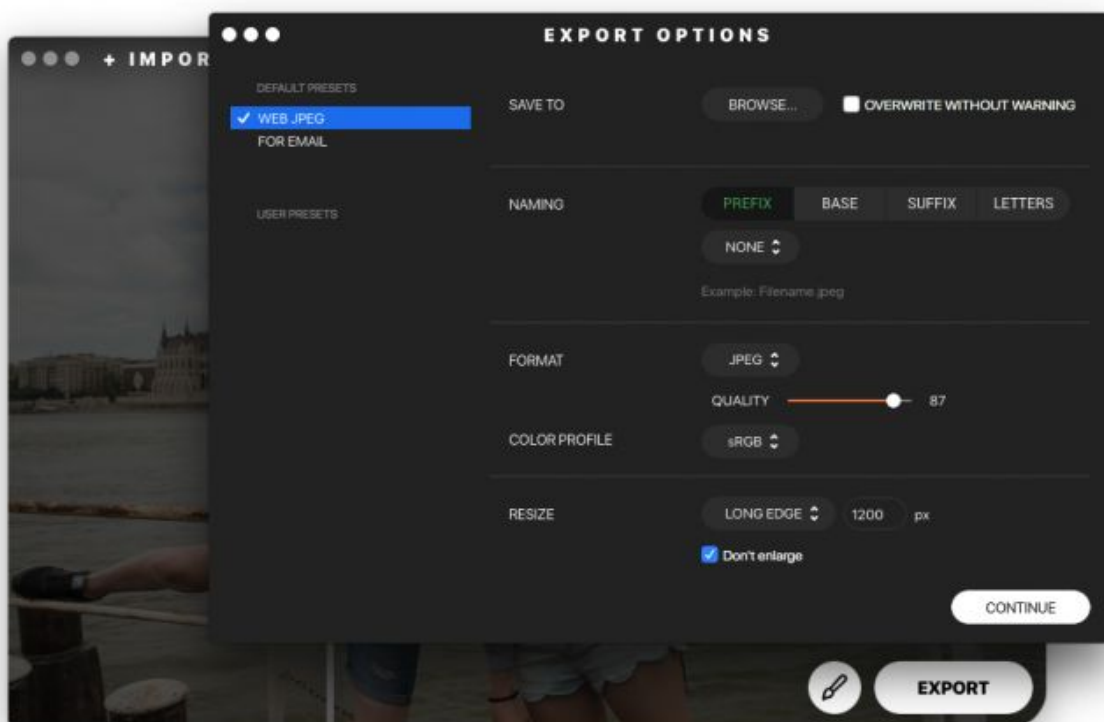 EXPORT OPTIONS
+ IMPOR
DEFAULT PRESETS
WEB JPEG
FOR EMAIL
USER PRESETS
SAVE TO
BROWSE...
OVERWRITE WITHOUT WARNING
NAMING
PREFIX
BASE
SUFFIX
LETTERS
NONE
Example: Filename.jpeg
FORMAT
JPEG
QUALITY
87
COLOR PROFILE
sRGB
RESIZE
LONG EDGE
1200
px
Don't enlarge
CONTINUE
EXPORT